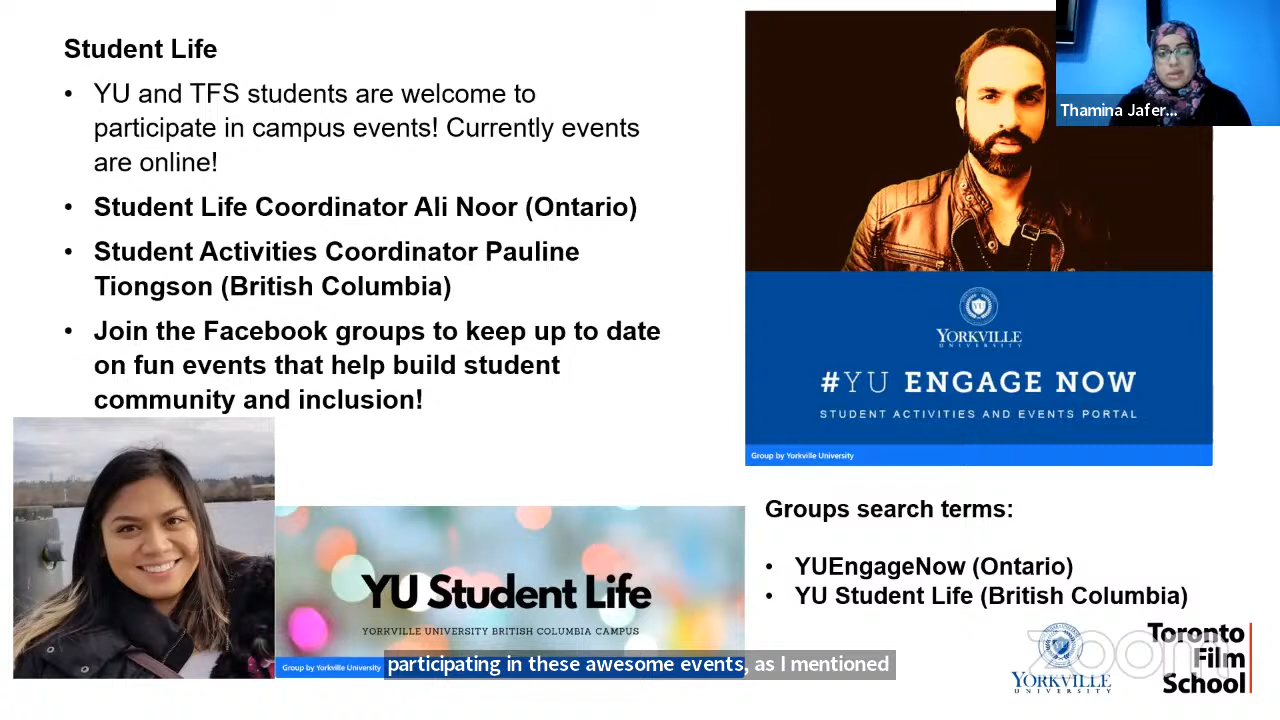 Student Life
• YU and TFS students are welcome to
participate in campus events! Currently events
are online!
• Student Life Coordinator Ali Noor (Ontario)
• Student Activities Coordinator Pauline
Tiongson (British Columbia)
• Join the Facebook groups to keep up to date
on fun events that help build student
community and inclusion!
Thamina Jafer...
YORKVILLE
UNIVERSITY
#YU ENGAGE NOW
STUDENT ACTIVITIES AND EVENTS PORTAL
Group by Yorkville University
YU Student Life
YORKVILLE UNIVERSITY BRITISH COLUMBIA CAMPUS
Group by Yorkville University
participating in these awesome events, as I mentioned
Groups search terms:
• YUEngageNow (Ontario)
• YU Student Life (British Columbia)
zoom
YORKVILLE
UNIVERSITY
Toronto
Film
School